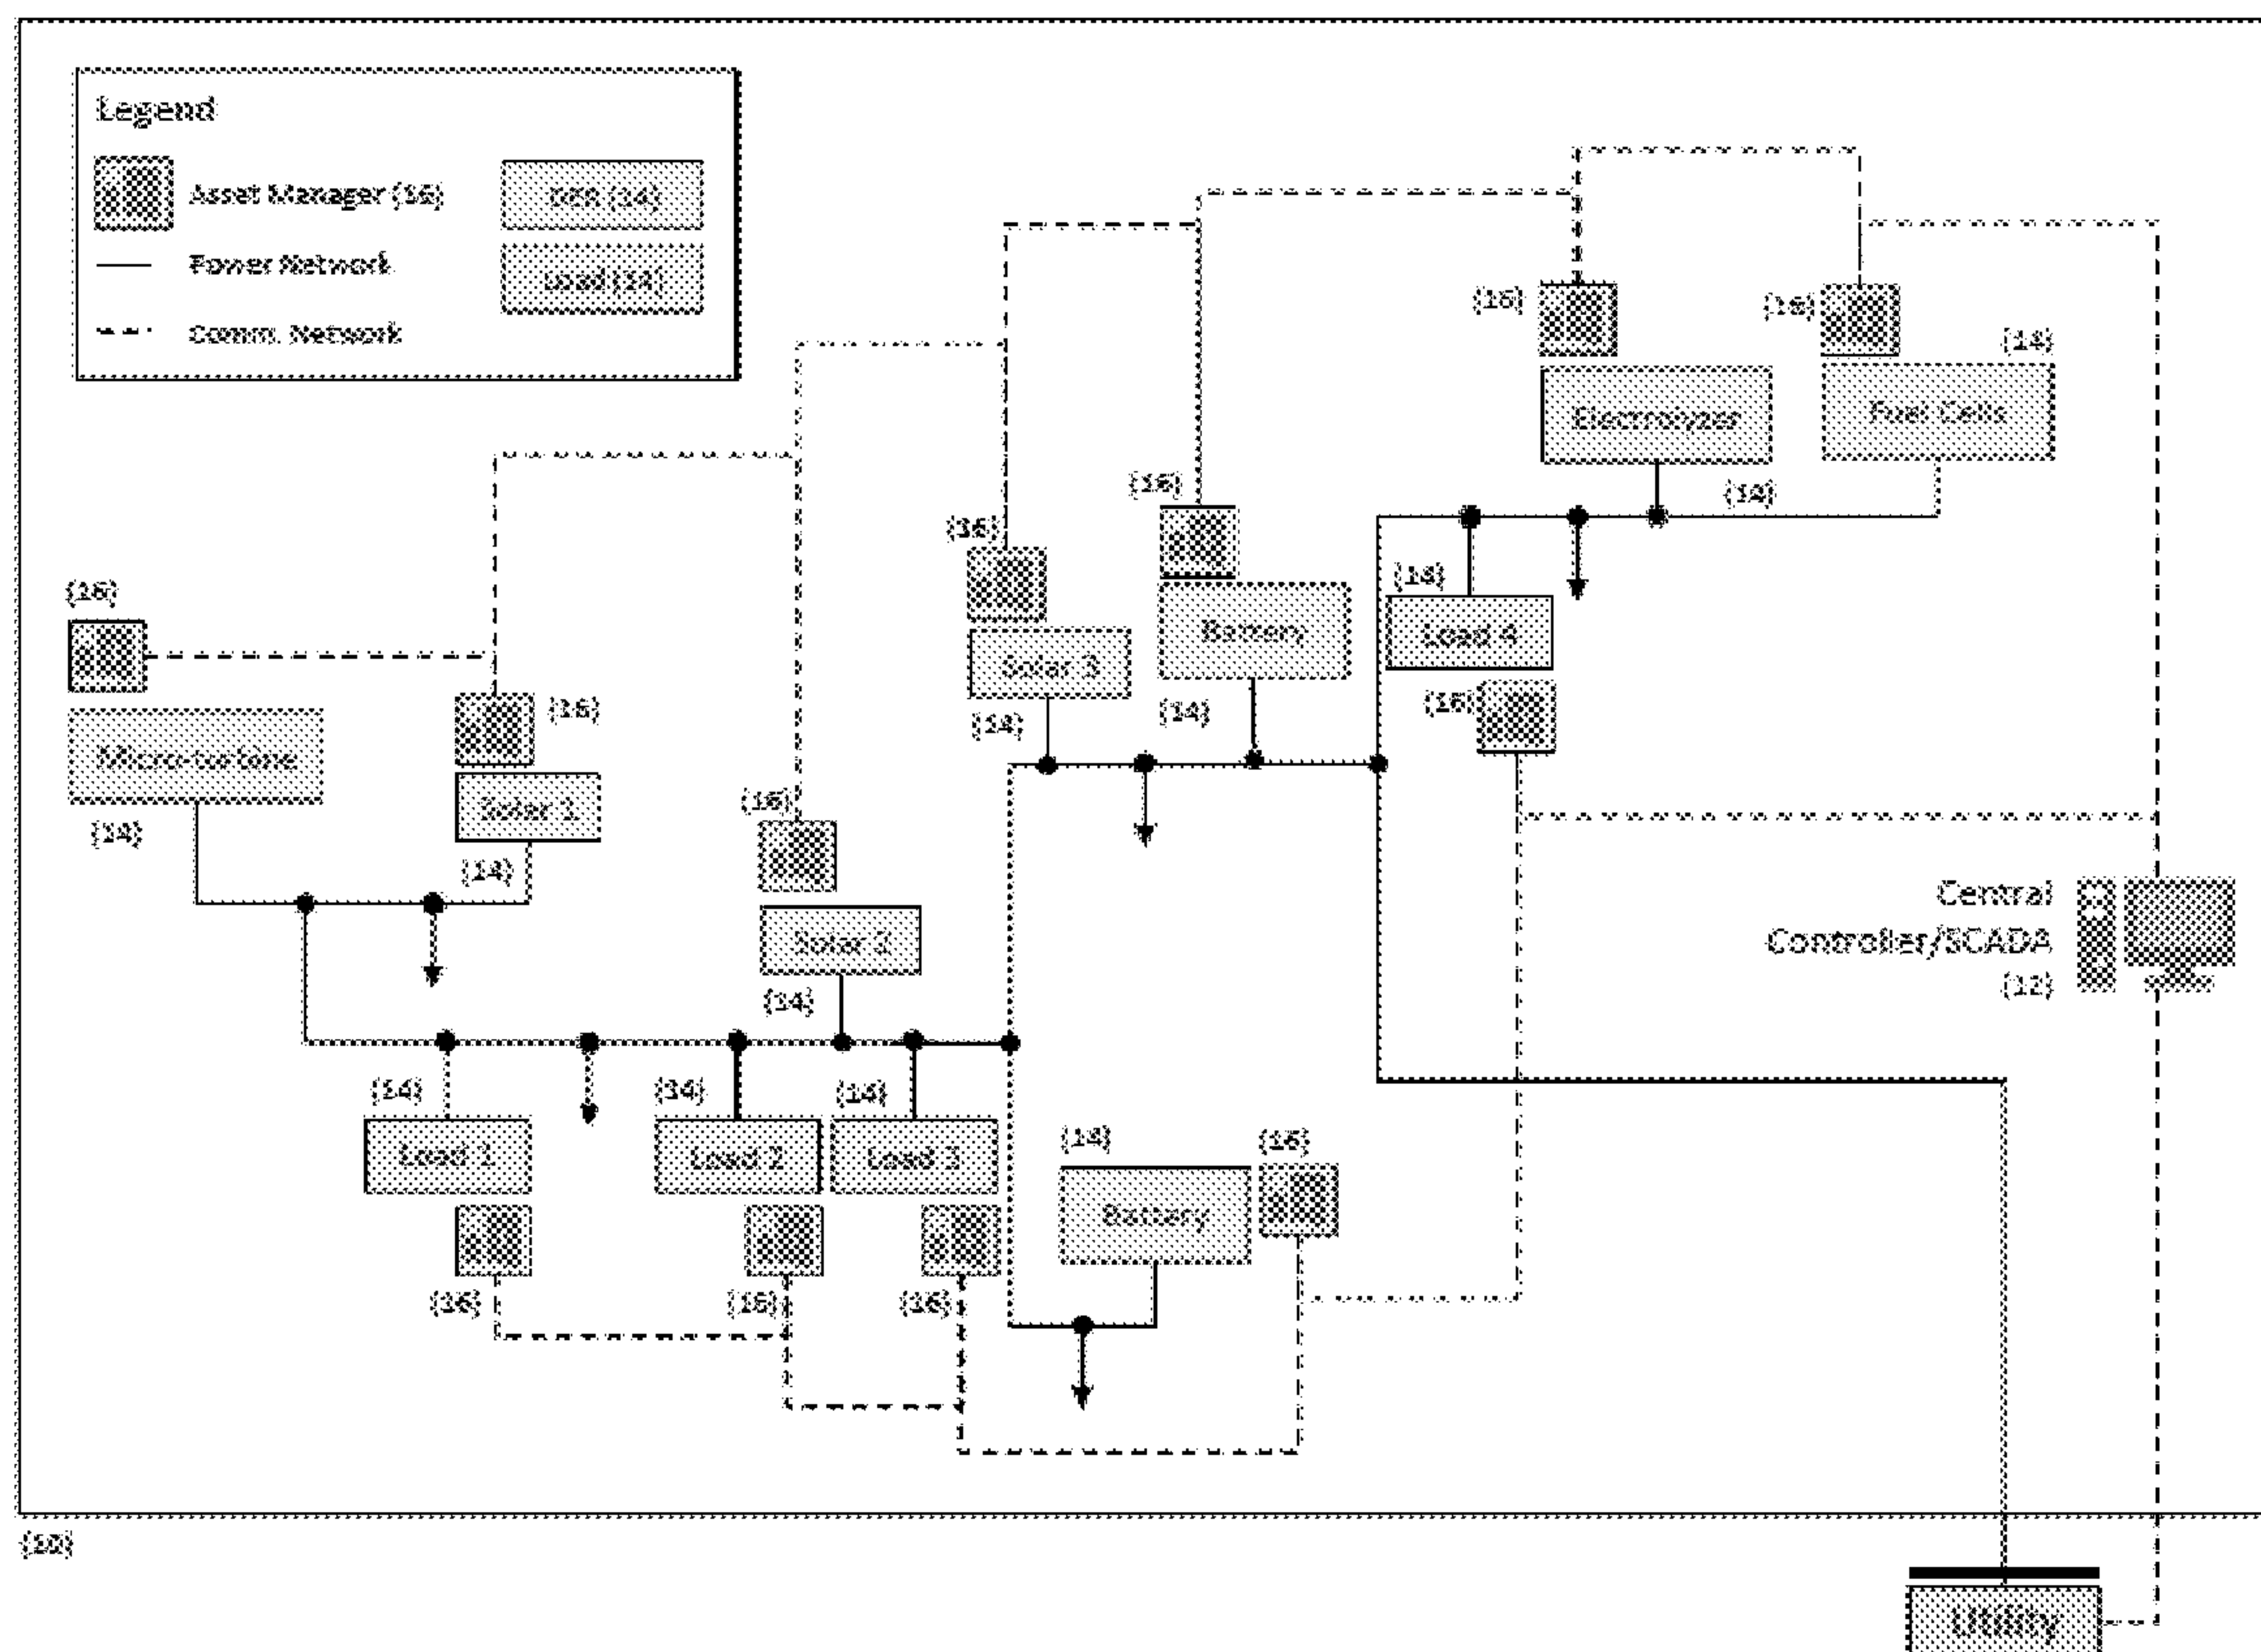 Legend
Asset Manager (16)
DER (14)
Power Network
Load (14)
Comm. Network
(16)
(16)
(14)
Electrolyzer
Fuel Cells
(16)
(14)
(16)
(14)
(16)
Battery
Load 4
Solar 3
(16)
(16)
(14)
(14)
Micro-turbine
Solar 1
(16)
(14)
(14)
Central
Controller/SCADA
(12)
Solar 2
(14)
(14)
(14)
(14)
(14)
(16)
Load 1
Load 2
Load 3
Battery
(16)
(16)
(16)
(10)
Utility